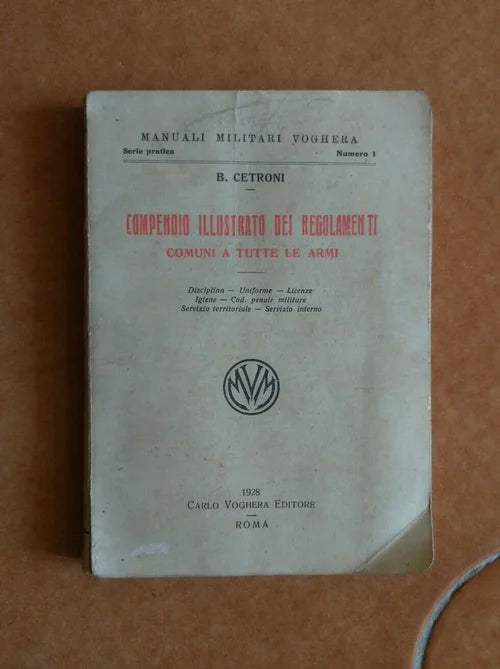 MANUALI MILITARI VOGHERA
Serie pratica Numero 1
B. CETRONI
COMPENDIO ILLUSTRATO DEI REGOLAMENTI
COMUNI A TUTTE LE ARMI
Disciplina — Uniforme — Licenze
Igiene — Cod. penale militare
Servizio territoriale — Servizio interno
MVM
1928
CARLO VOGHERA EDITORE
ROMA